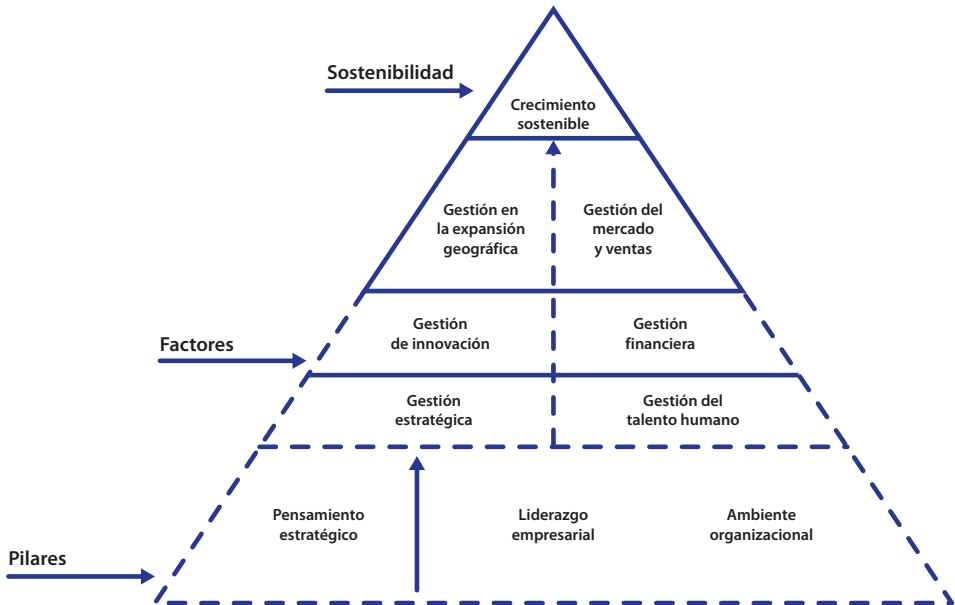 Sostenibilidad
Crecimiento
sostenible
Gestión en
la expansión
geográfica
Gestión del
mercado
y ventas
Factores
Gestión
de innovación
Gestión
financiera
Gestión
estratégica
Gestión del
talento humano
Pilares
Pensamiento
estratégico
Liderazgo
empresarial
Ambiente
organizacional